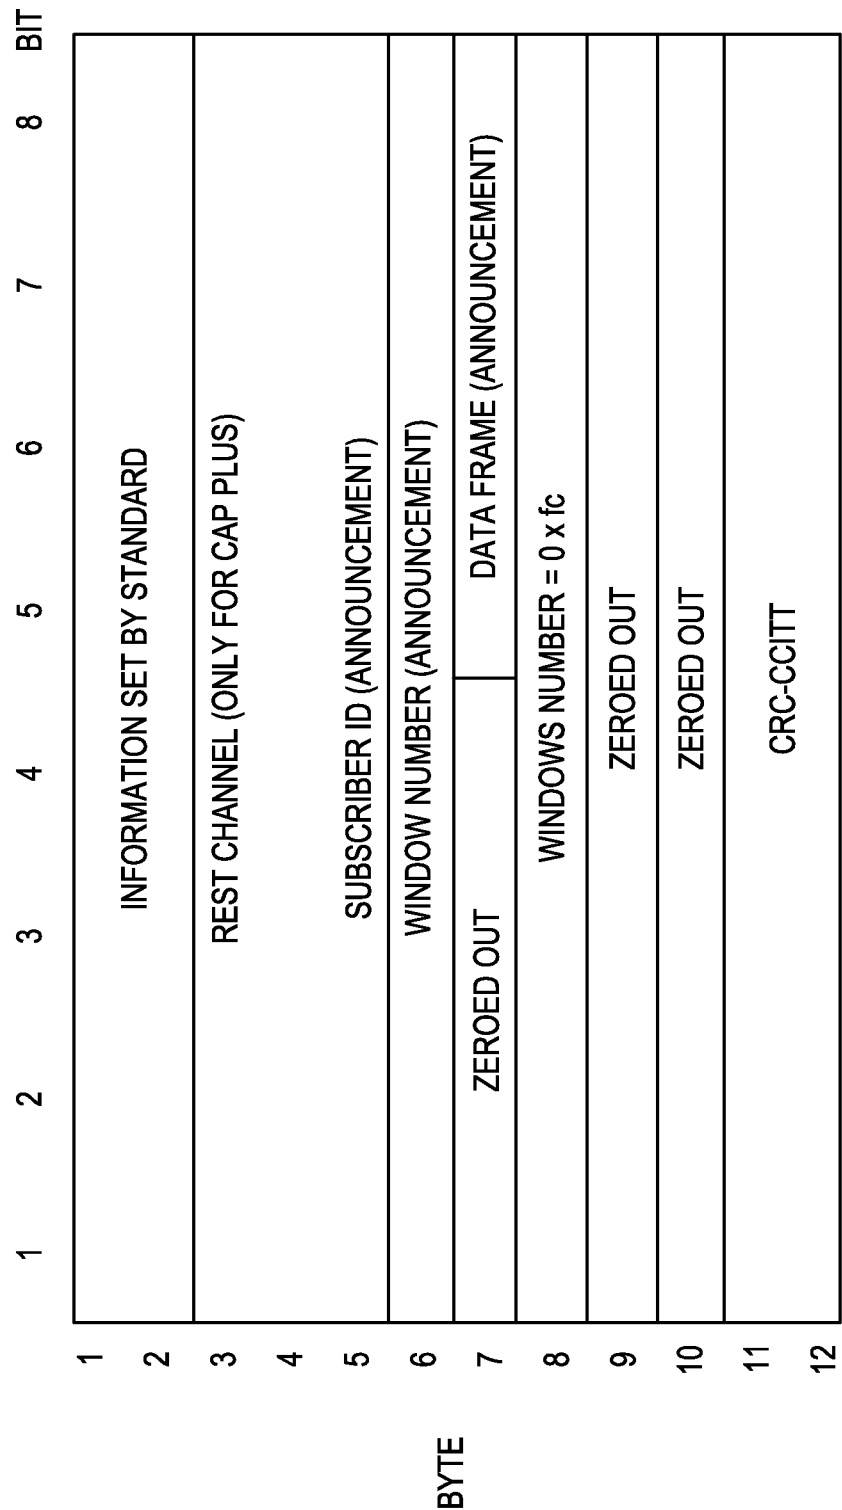 1 2 3 4 5 6 7 8 BIT
BYTE
1
2
INFORMATION SET BY STANDARD
3
REST CHANNEL (ONLY FOR CAP PLUS)
4
5
SUBSCRIBER ID (ANNOUNCEMENT)
6
WINDOW NUMBER (ANNOUNCEMENT)
7
ZEROED OUT
DATA FRAME (ANNOUNCEMENT)
8
WINDOWS NUMBER = 0 x fc
9
ZEROED OUT
10
ZEROED OUT
11
CRC-CCITT
12